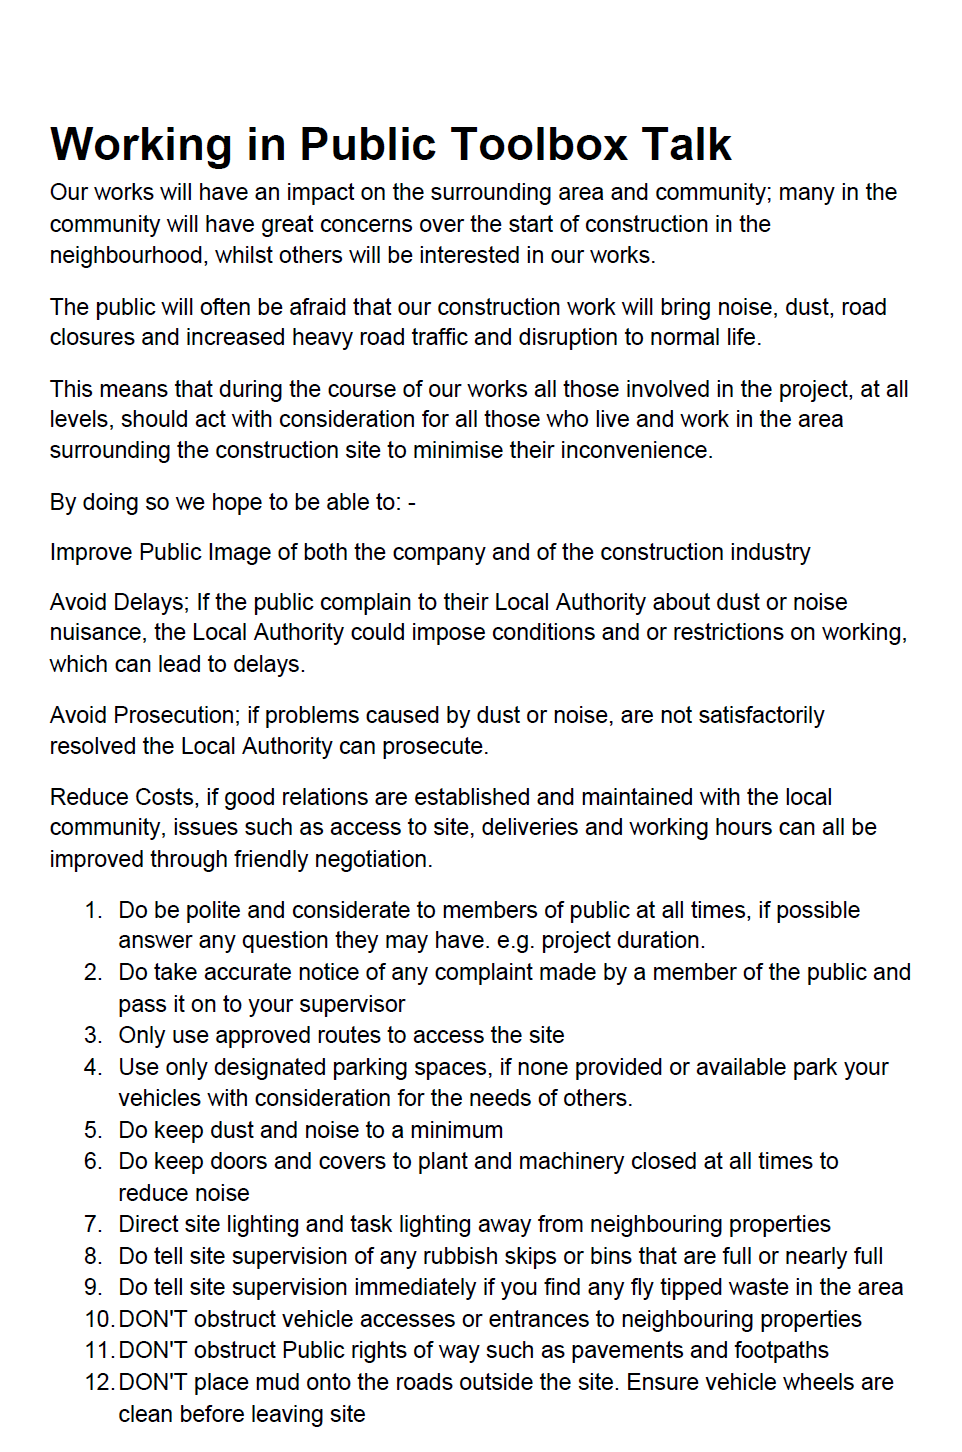 Working in Public Toolbox Talk
Our works will have an impact on the surrounding area and community; many in the
community will have great concerns over the start of construction in the
neighbourhood, whilst others will be interested in our works.
The public will often be afraid that our construction work will bring noise, dust, road
closures and increased heavy road traffic and disruption to normal life.
This means that during the course of our works all those involved in the project, at all
levels, should act with consideration for all those who live and work in the area
surrounding the construction site to minimise their inconvenience.
By doing so we hope to be able to: -
Improve Public Image of both the company and of the construction industry
Avoid Delays; If the public complain to their Local Authority about dust or noise
nuisance, the Local Authority could impose conditions and or restrictions on working,
which can lead to delays.
Avoid Prosecution; if problems caused by dust or noise, are not satisfactorily
resolved the Local Authority can prosecute.
Reduce Costs, if good relations are established and maintained with the local
community, issues such as access to site, deliveries and working hours can all be
improved through friendly negotiation.
1. Do be polite and considerate to members of public at all times, if possible
answer any question they may have. e.g. project duration.
2. Do take accurate notice of any complaint made by a member of the public and
pass it on to your supervisor
3. Only use approved routes to access the site
4. Use only designated parking spaces, if none provided or available park your
vehicles with consideration for the needs of others.
5. Do keep dust and noise to a minimum
6. Do keep doors and covers to plant and machinery closed at all times to
reduce noise
7. Direct site lighting and task lighting away from neighbouring properties
8. Do tell site supervision of any rubbish skips or bins that are full or nearly full
9. Do tell site supervision immediately if you find any fly tipped waste in the area
10. DON'T obstruct vehicle accesses or entrances to neighbouring properties
11. DON'T obstruct Public rights of way such as pavements and footpaths
12. DON'T place mud onto the roads outside the site. Ensure vehicle wheels are
clean before leaving site